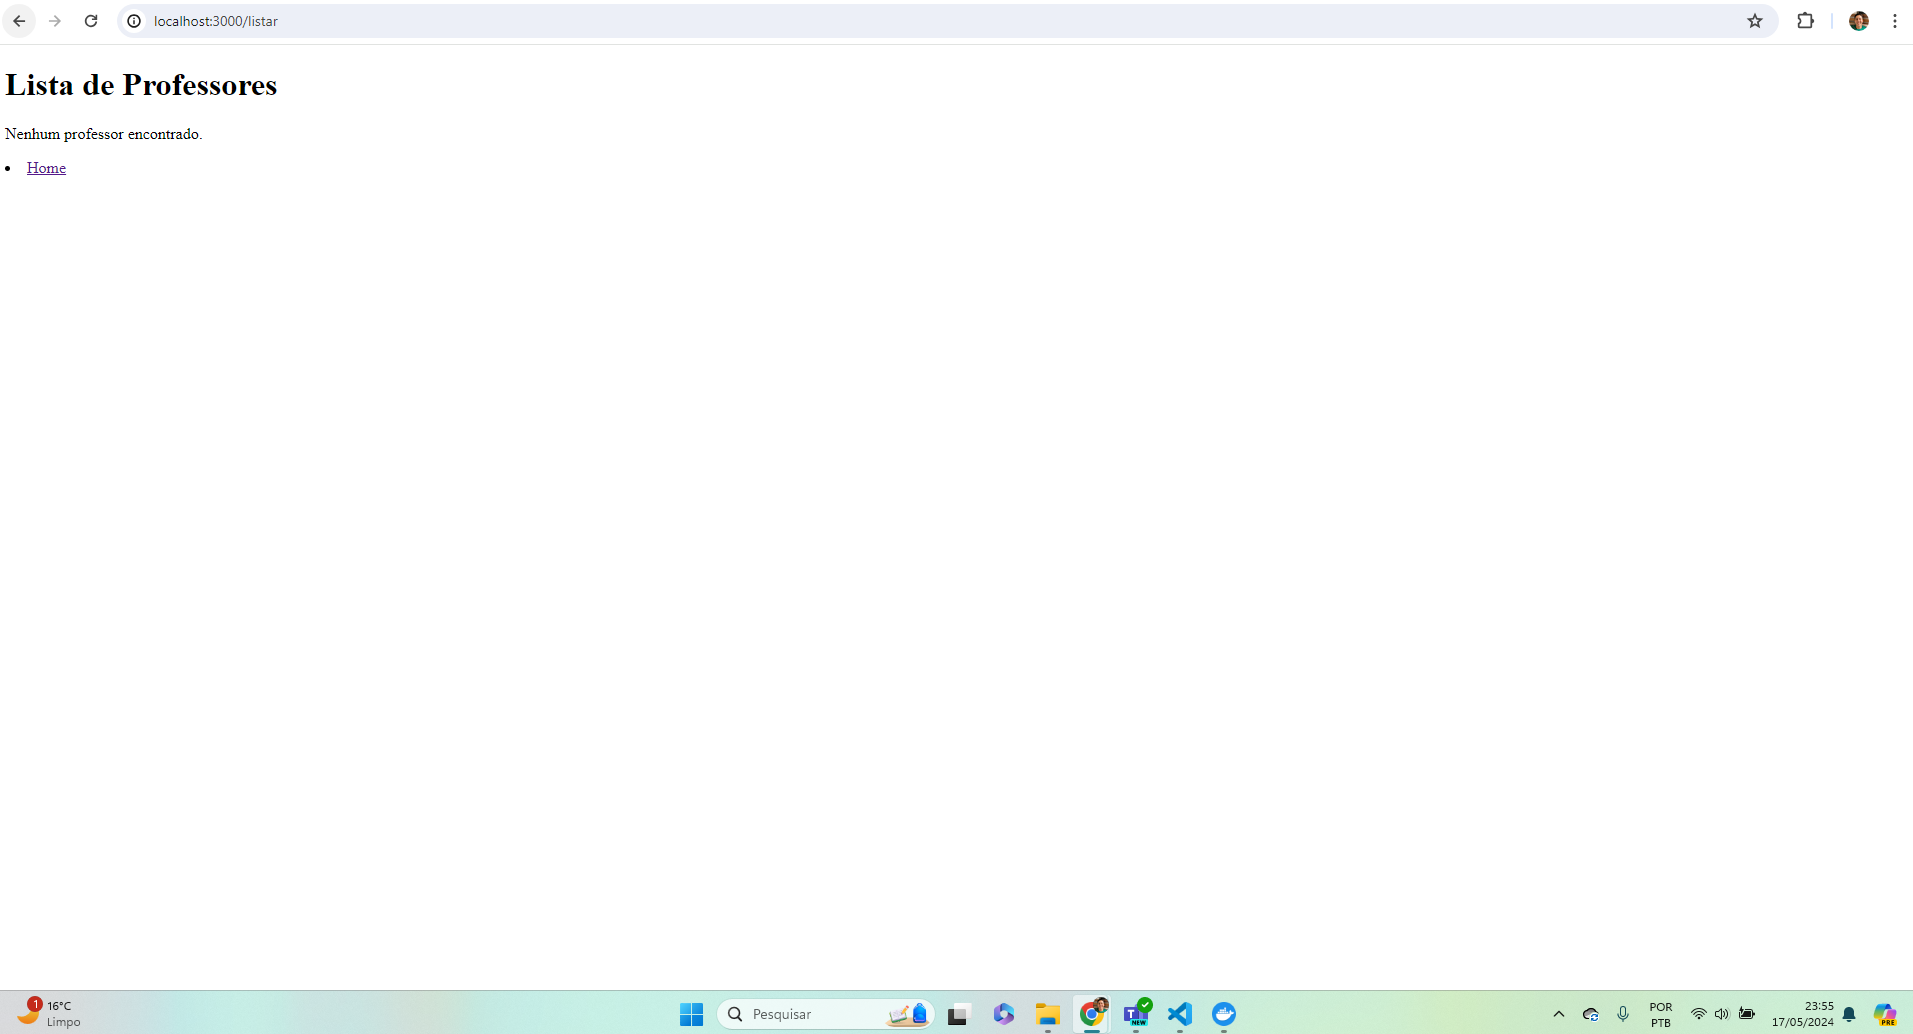 localhost:3000/listar
Lista de Professores
Nenhum professor encontrado.
Home
1
16°C
Limpo
Pesquisar
T
NEW
POR
PTB
23:55
17/05/2024
PRE